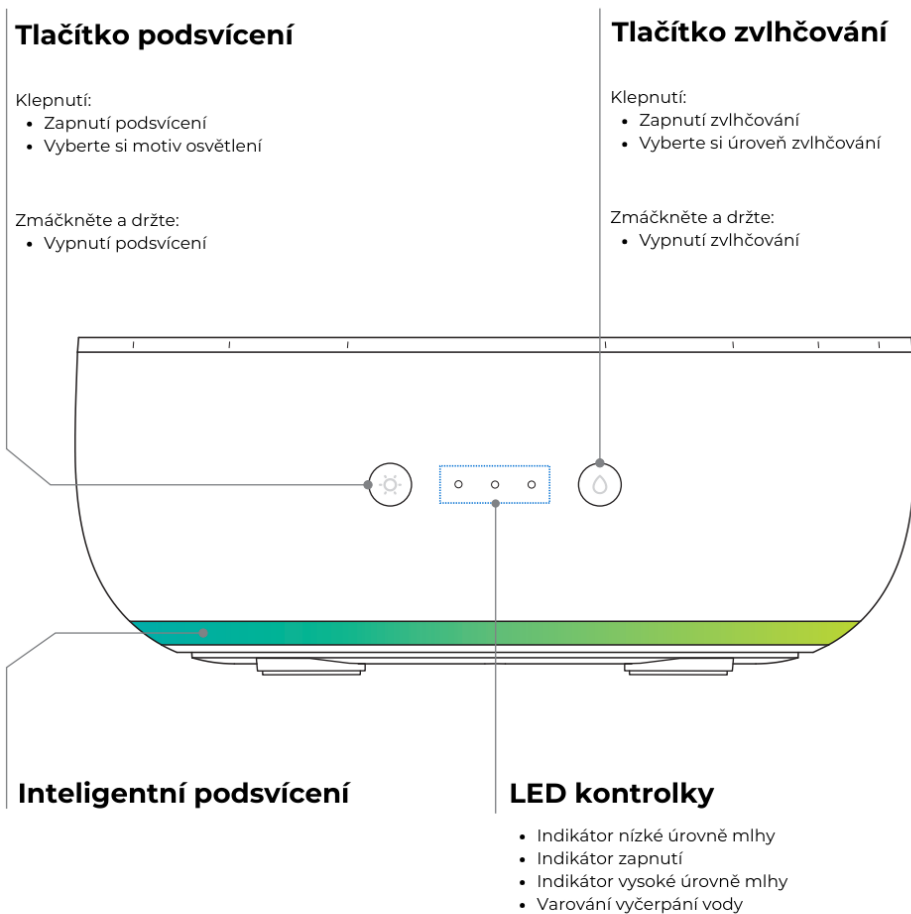 Tlačítko podsvícení
Klepnutí:
• Zapnutí podsvícení
• Vyberte si motiv osvětlení
Zmáčkněte a držte:
• Vypnutí podsvícení
Tlačítko zvlhčování
Klepnutí:
• Zapnutí zvlhčování
• Vyberte si úroveň zvlhčování
Zmáčkněte a držte:
• Vypnutí zvlhčování
Inteligentní podsvícení
LED kontrolky
• Indikátor nízké úrovně mlhy
• Indikátor zapnutí
• Indikátor vysoké úrovně mlhy
• Varování vyčerpání vody